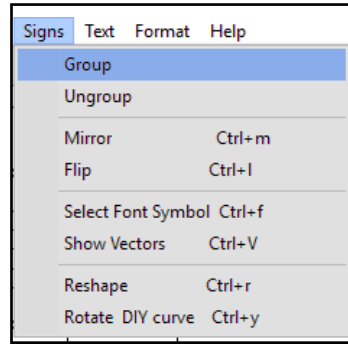 Signs Text Format Help
Group
Ungroup
Mirror Ctrl+m
Flip Ctrl+l
Select Font Symbol Ctrl+f
Show Vectors Ctrl+V
Reshape Ctrl+r
Rotate DIY curve Ctrl+y